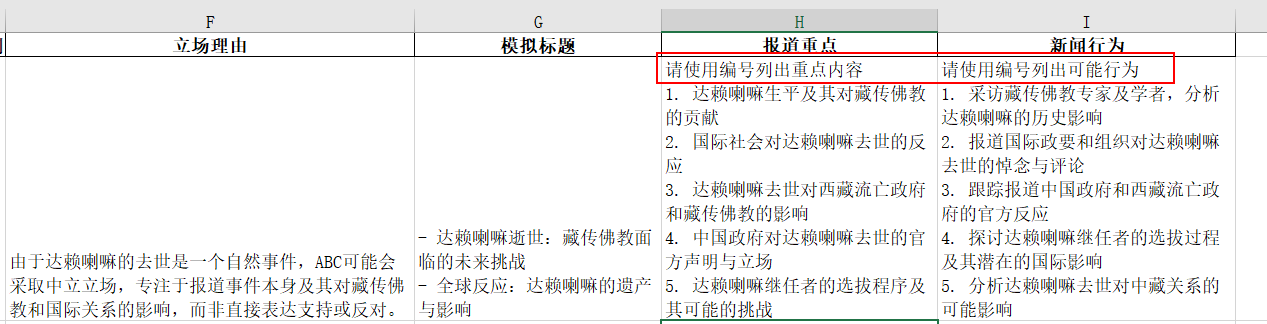 F
G
H
I
立场理由
模拟标题
报道重点
新闻行为
由于达赖喇嘛的去世是一个自然事件，ABC可能会
采取中立立场，专注于报道事件本身及其对藏传佛
教和国际关系的影响，而非直接表达支持或反对。
- 达赖喇嘛逝世：藏传佛教面
临的未来挑战
- 全球反应：达赖喇嘛的遗产
与影响
请使用编号列出重点内容
1. 达赖喇嘛生平及其对藏传佛教
的贡献
2. 国际社会对达赖喇嘛去世的反
应
3. 达赖喇嘛去世对西藏流亡政府
和藏传佛教的影响
4. 中国政府对达赖喇嘛去世的官
方声明与立场
5. 达赖喇嘛继任者的选拔程序及
其可能的挑战
请使用编号列出可能行为
1. 采访藏传佛教专家及学者，分析
达赖喇嘛的历史影响
2. 报道国际政要和组织对达赖喇嘛
去世的悼念与评论
3. 跟踪报道中国政府和西藏流亡政
府的官方反应
4. 探讨达赖喇嘛继任者的选拔过程
及其潜在的国际影响
5. 分析达赖喇嘛去世对中藏关系的
可能影响